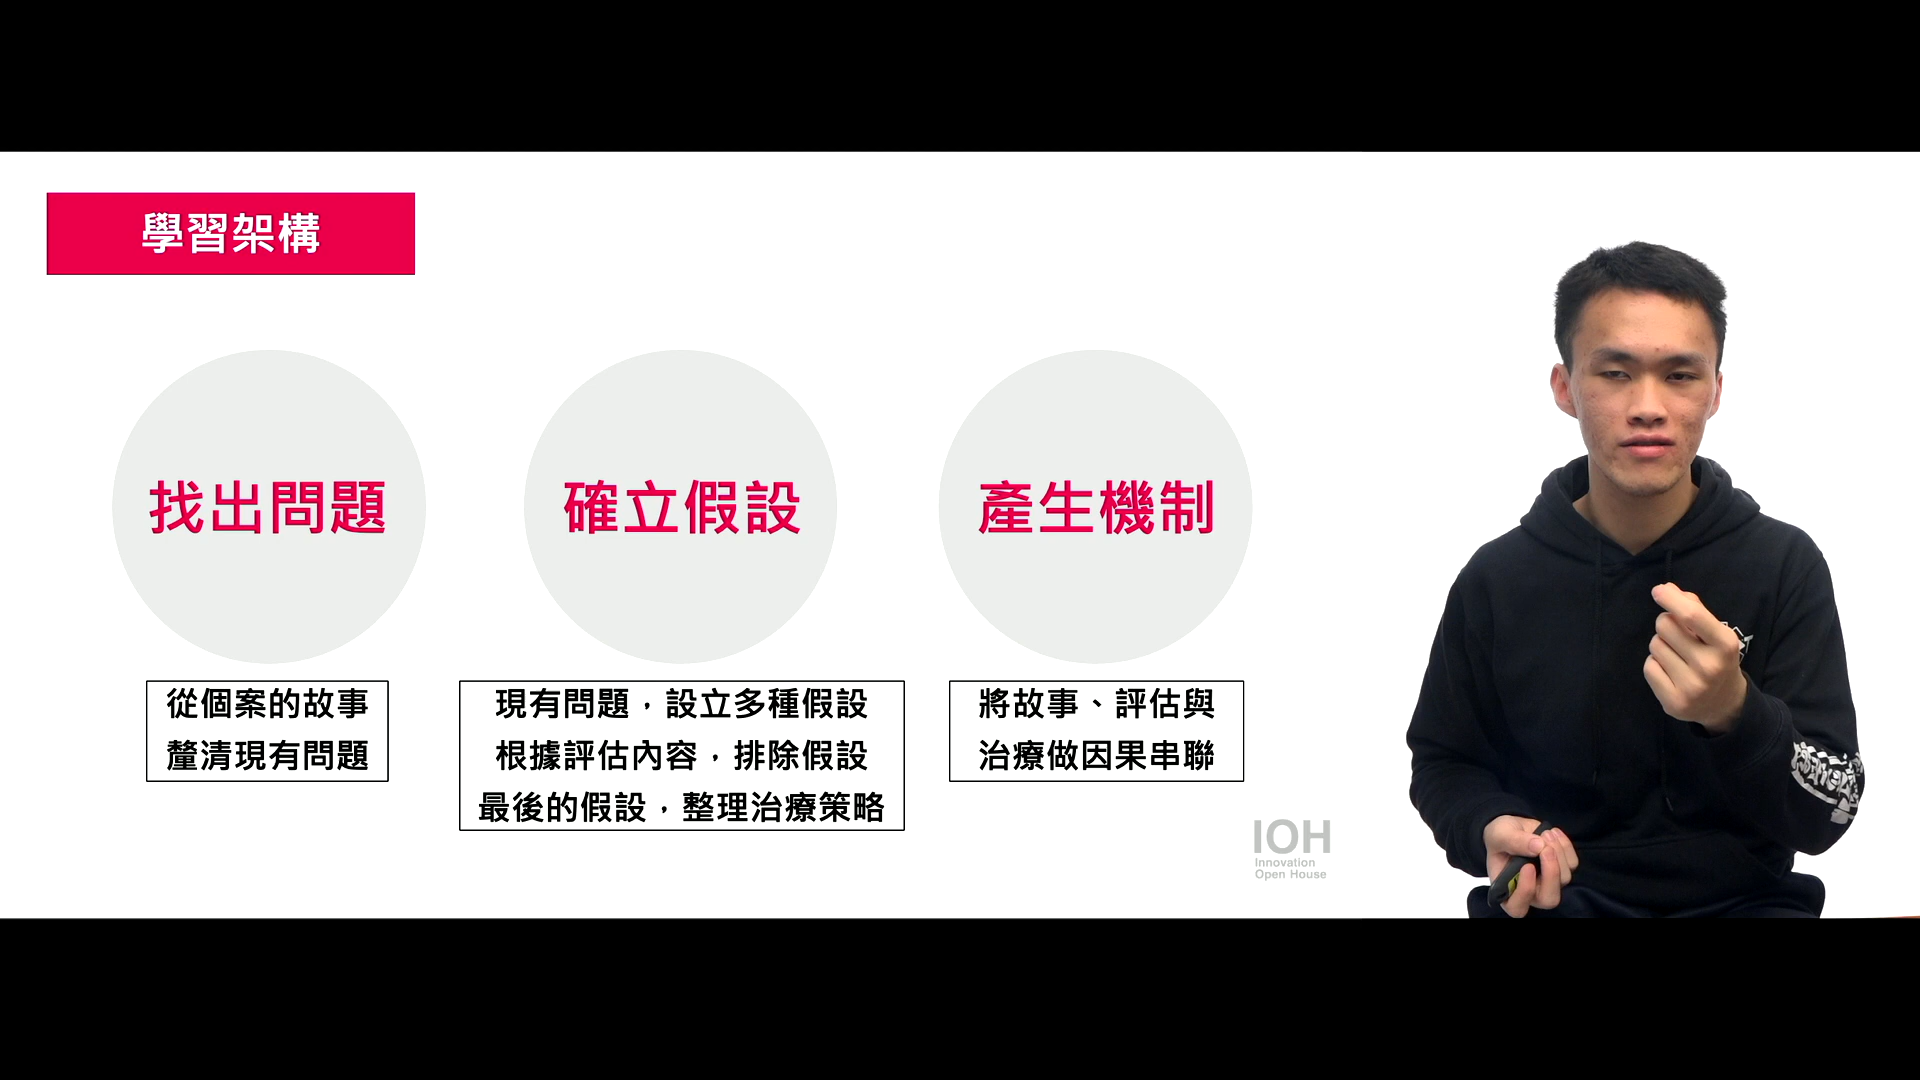 學習架構
找出問題
確立假設
產生機制
從個案的故事
釐清現有問題
現有問題，設立多種假設
根據評估內容，排除假設
最後的假設，整理治療策略
將故事、評估與
治療做因果串聯
IOH
Innovation
Open House